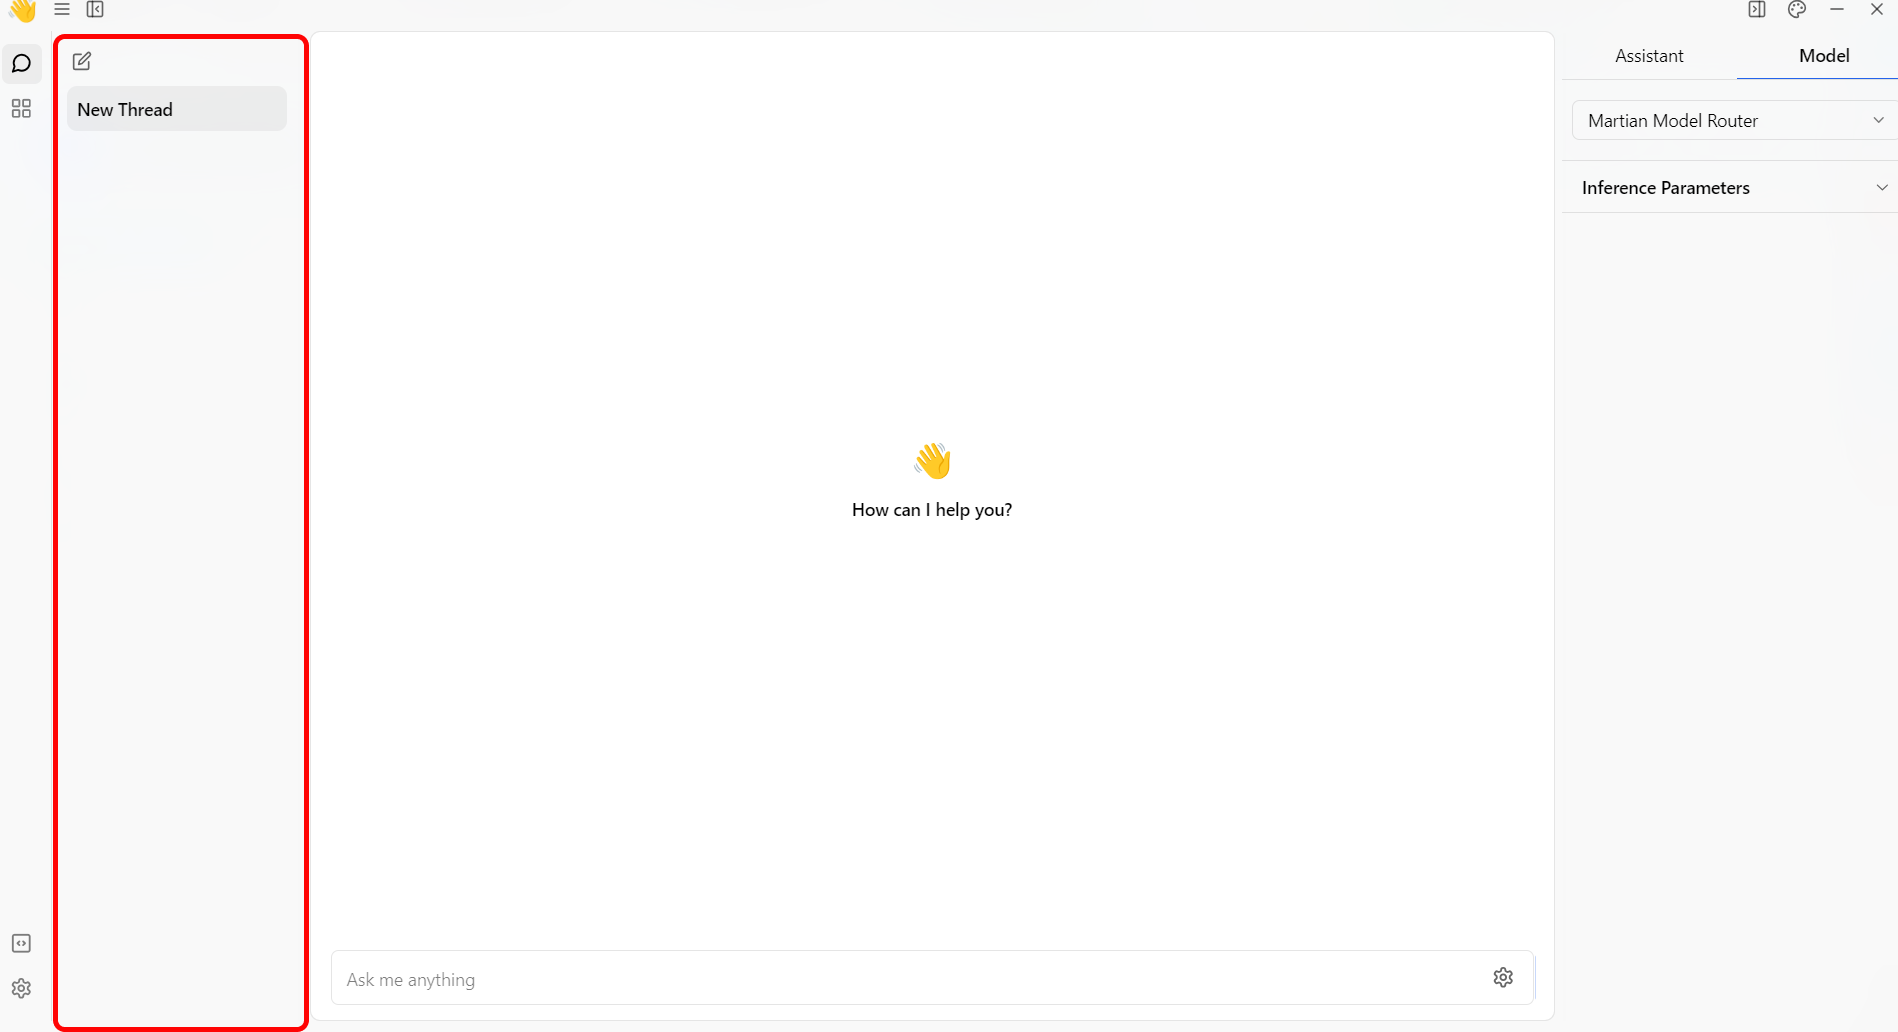 New Thread
How can I help you?
Ask me anything
Assistant
Model
Martian Model Router
Inference Parameters